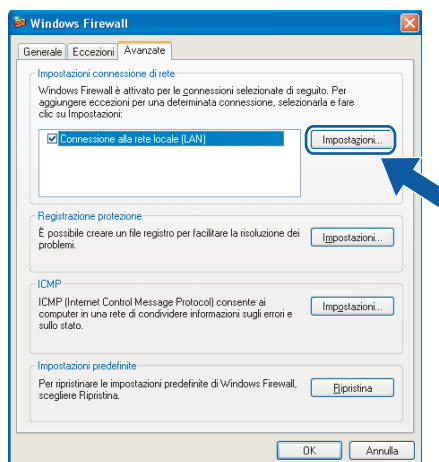 Windows Firewall
Generale Eccezioni Avanzate
Impostazioni connessione di rete
Windows Firewall è attivato per le connessioni selezionate di seguito. Per
aggiungere eccezioni per una determinata connessione, selezionarla e fare
clic su Impostazioni:
Connessione alla rete locale (LAN)
Impostazioni...
Registrazione protezione
È possibile creare un file registro per facilitare la risoluzione dei
problemi.
Impostazioni...
ICMP
ICMP (Internet Control Message Protocol) consente ai
computer in una rete di condividere informazioni sugli errori e
sullo stato.
Impostazioni...
Impostazioni predefinite
Per ripristinare le impostazioni predefinite di Windows Firewall,
scegliere Ripristina.
Ripristina
OK Annulla